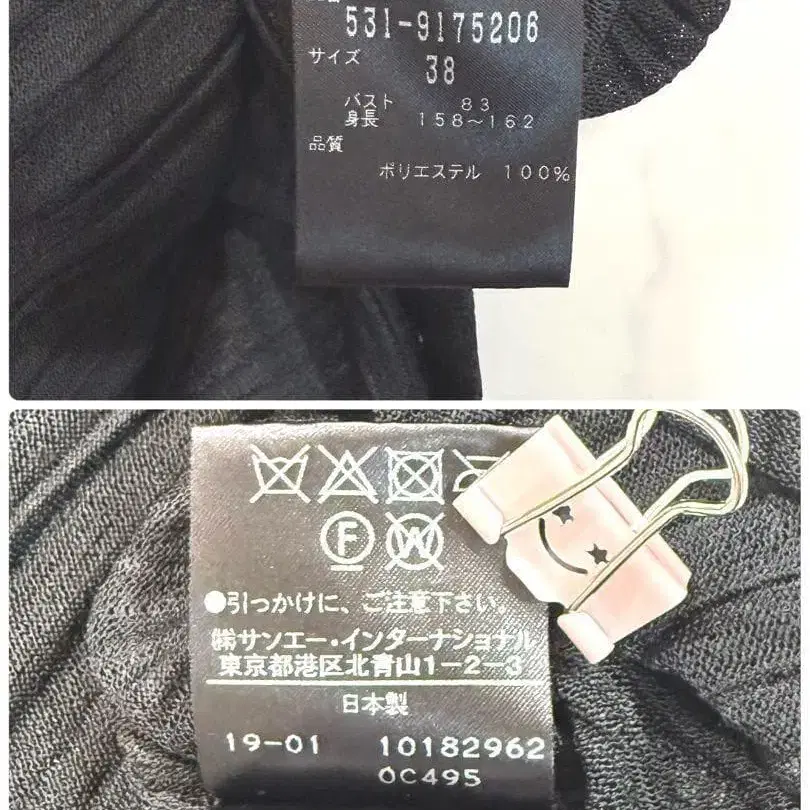 531-9175206
サイズ
38
バスト 83
身長 158～162
品質
ポリエステル 100%
F W
●引っかけに、ご注意下さい。
㈱サンエー・インターナショナル
東京都港区北青山1-2-3
日本製
19-01 10182962
0C495